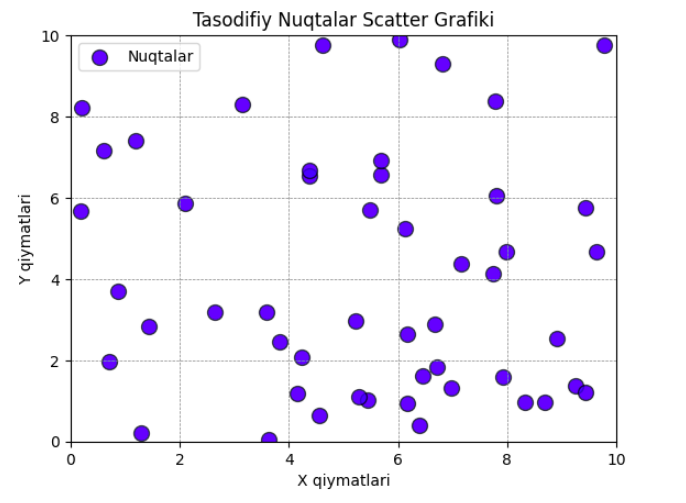 Tasodifiy Nuqtalar Scatter Grafiki
Nuqtalar
Y qiymatlari
10
8
6
4
2
0
0 2 4 6 8 10
X qiymatlari